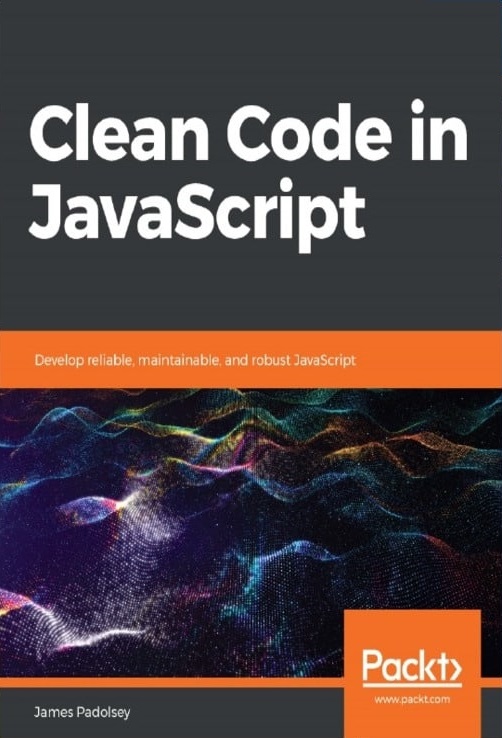 Clean Code in
JavaScript
Develop reliable, maintainable, and robust JavaScript
Packt>
www.packt.com
James Padolsey